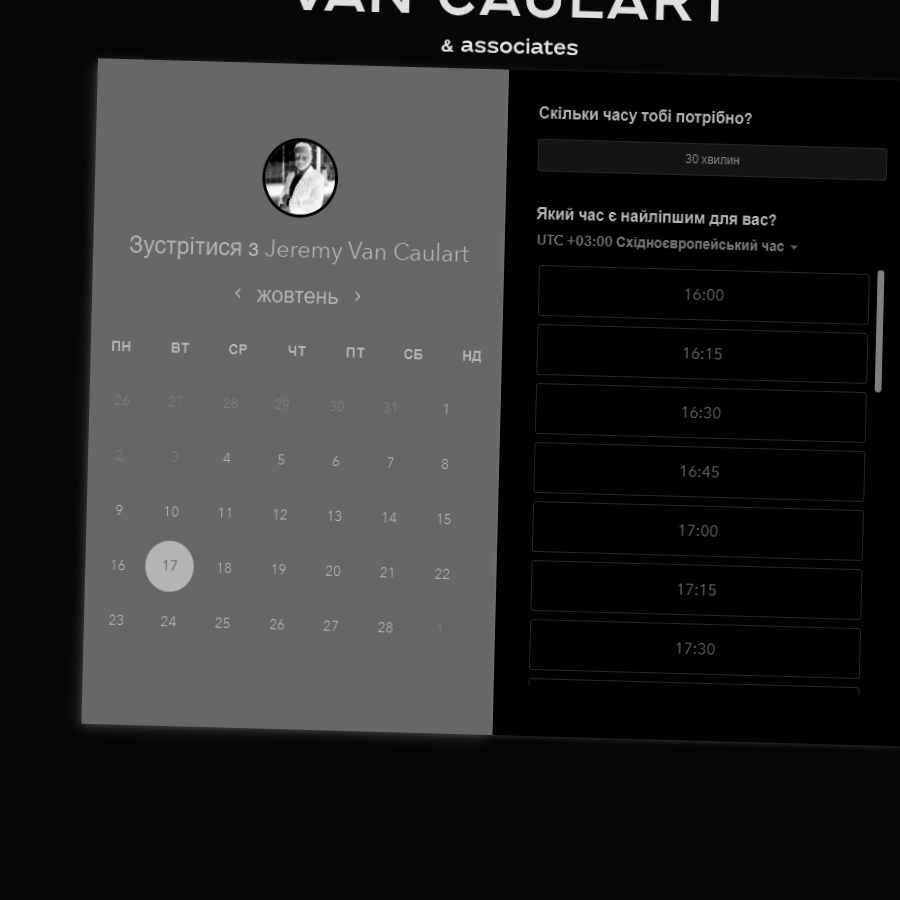 VAN CAULART
& associates
Зустрітися з Jeremy Van Caulart
жовтень
ПН ВТ СР ЧТ ПТ СБ НД
26 27 28 29 30 31 1
2 3 4 5 6 7 8
9 10 11 12 13 14 15
16 17 18 19 20 21 22
23 24 25 26 27 28 1
Скільки часу тобі потрібно?
30 хвилин
Який час є найліпшим для вас?
UTC +03:00 Східноєвропейський час
16:00
16:15
16:30
16:45
17:00
17:15
17:30